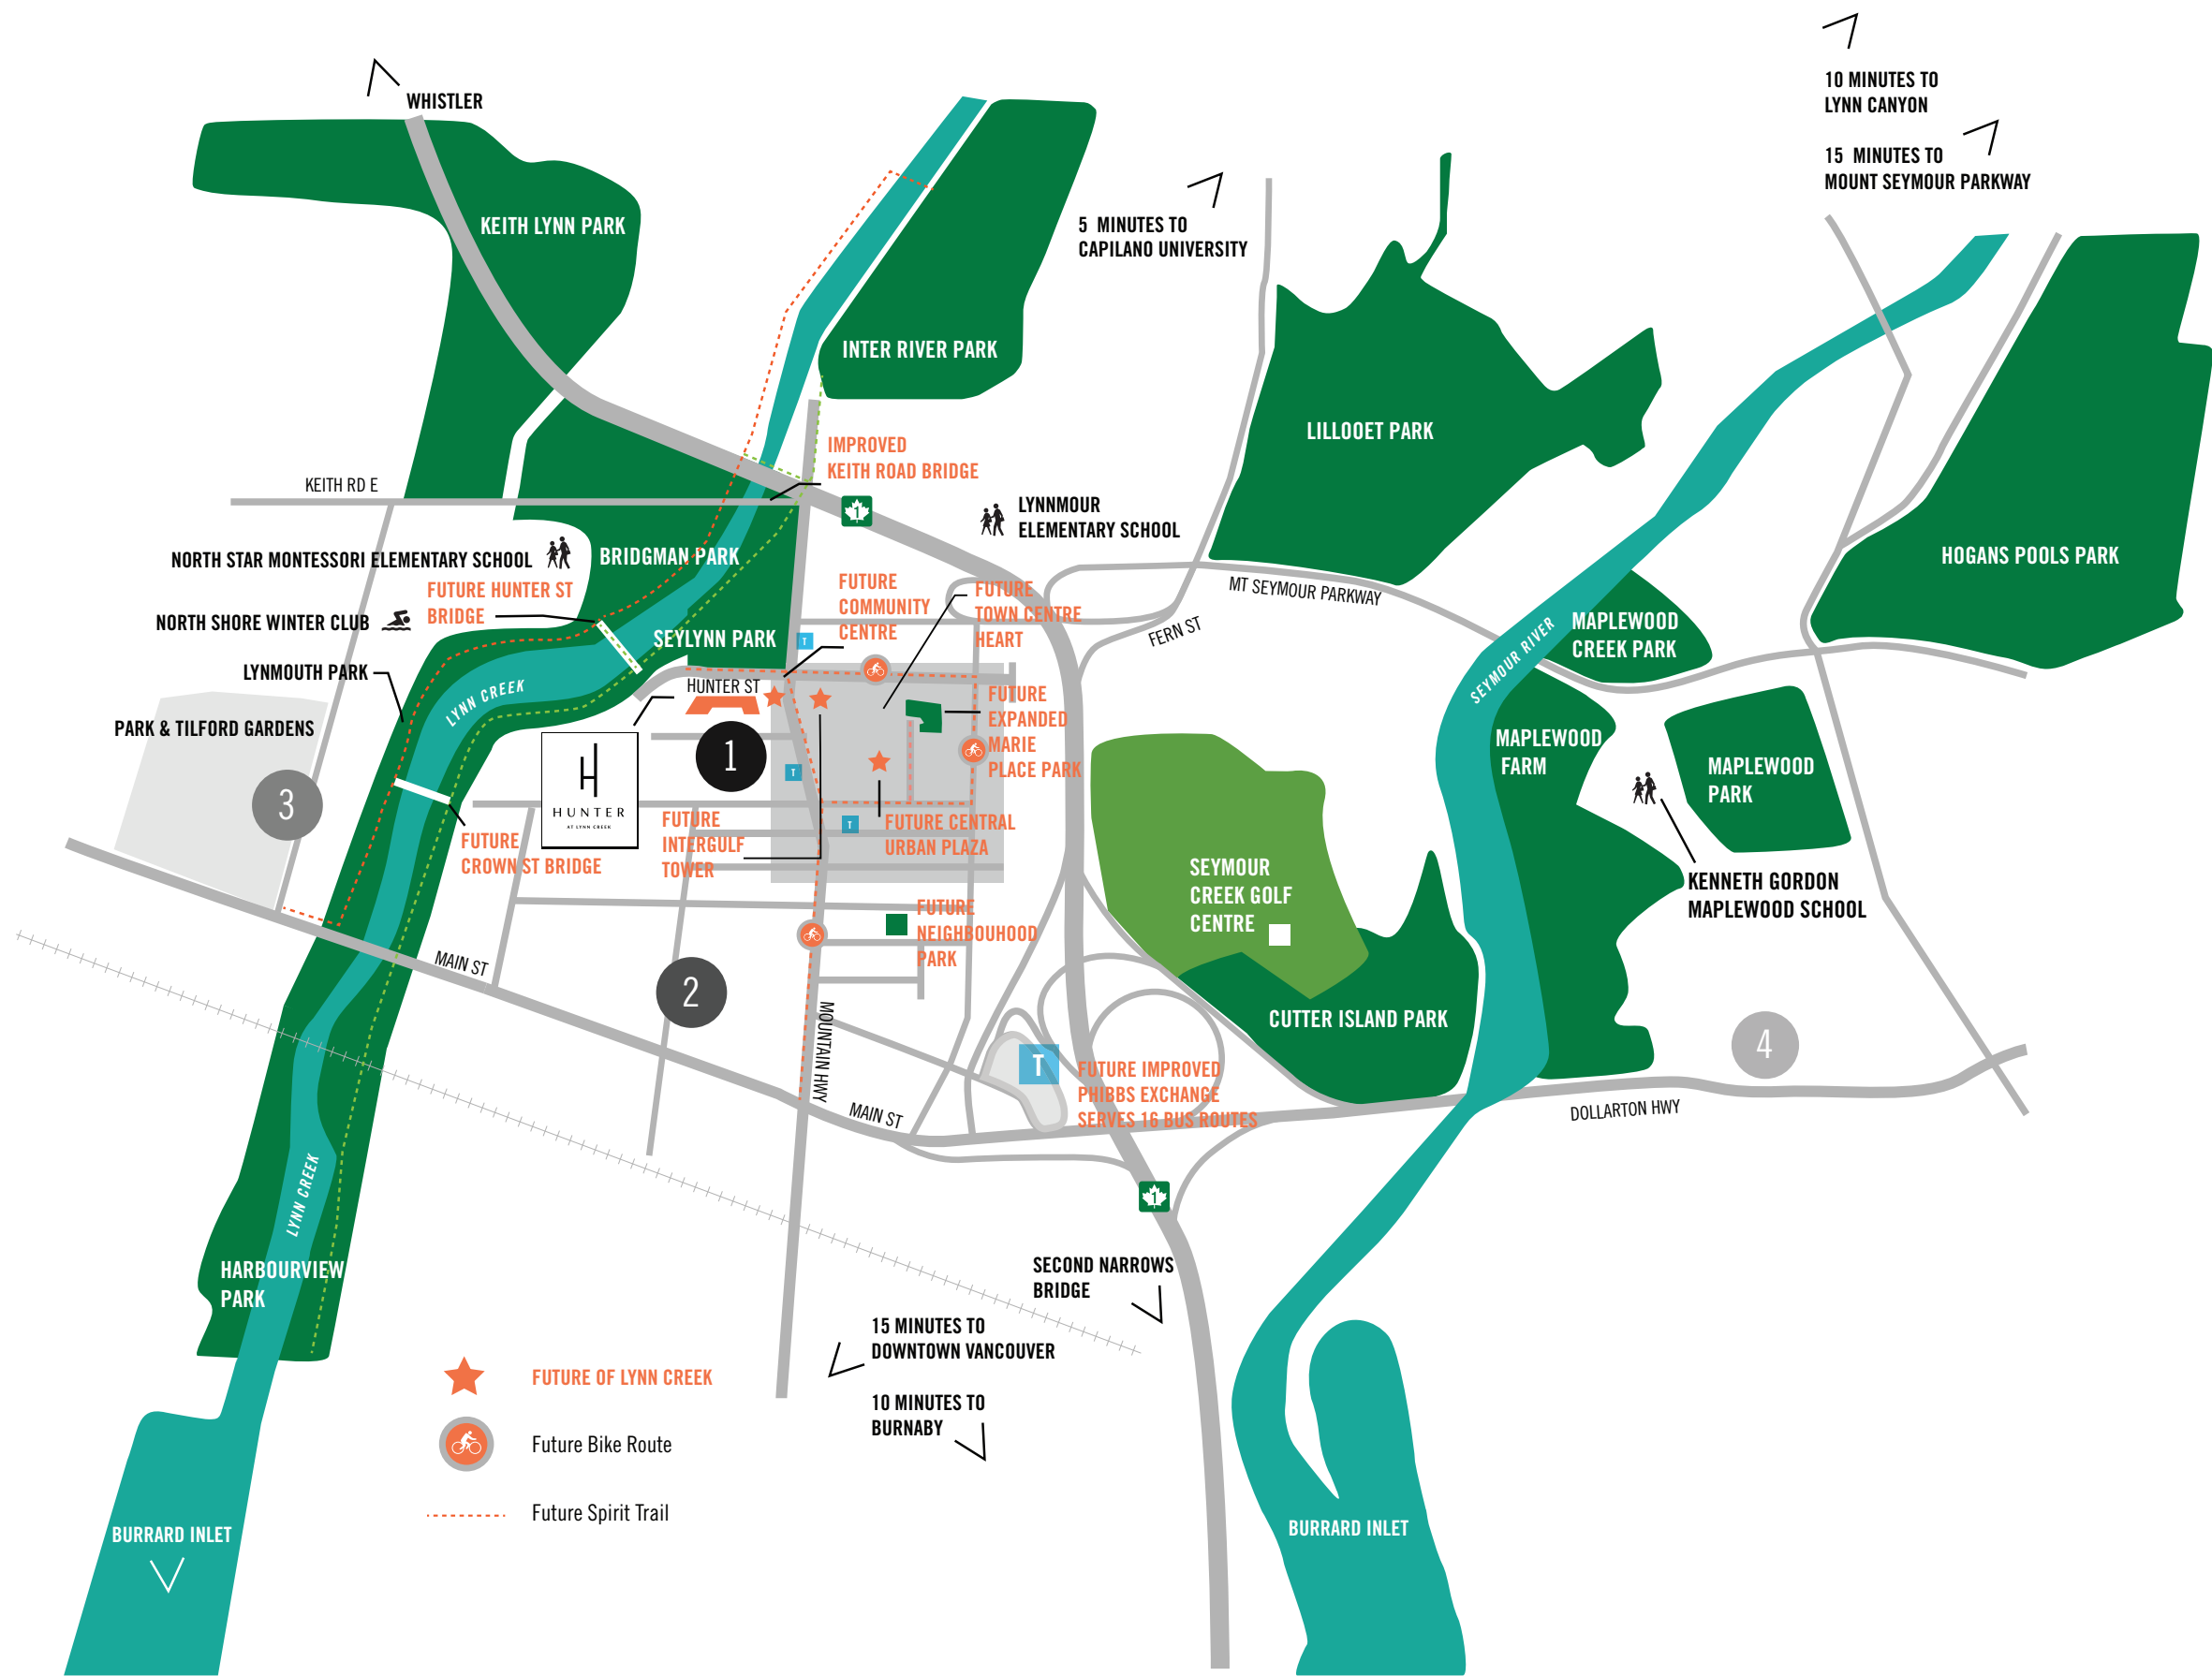 WHISTLER
10 MINUTES TO
LYNN CANYON
15 MINUTES TO
MOUNT SEYMOUR PARKWAY
KEITH LYNN PARK
5 MINUTES TO
CAPILANO UNIVERSITY
INTER RIVER PARK
LILLOOET PARK
IMPROVED
KEITH ROAD BRIDGE
KEITH RD E
1
LYNNMOUR
ELEMENTARY SCHOOL
NORTH STAR MONTESSORI ELEMENTARY SCHOOL
BRIDGMAN PARK
HOGANS POOLS PARK
FUTURE HUNTER ST
BRIDGE
NORTH SHORE WINTER CLUB
FUTURE
COMMUNITY
CENTRE
FUTURE
TOWN CENTRE
HEART
MT SEYMOUR PARKWAY
FERN ST
SEYLYNN PARK
T
MAPLEWOOD
CREEK PARK
SEYMOUR RIVER
LYNMOUTH PARK
LYNN CREEK
HUNTER ST
FUTURE
EXPANDED
MARIE
PLACE PARK
PARK & TILFORD GARDENS
MAPLEWOOD
FARM
MAPLEWOOD
PARK
1
T
3
H
HUNTER
AT LYNN CREEK
FUTURE
INTERGULF
TOWER
T
FUTURE CENTRAL
URBAN PLAZA
FUTURE
CROWN ST BRIDGE
SEYMOUR
CREEK GOLF
CENTRE
KENNETH GORDON
MAPLEWOOD SCHOOL
FUTURE
NEIGHBOUHOOD
PARK
MAIN ST
2
MOUNTAIN HWY
CUTTER ISLAND PARK
4
T
FUTURE IMPROVED
PHIBBS EXCHANGE
SERVES 16 BUS ROUTES
MAIN ST
DOLLARTON HWY
LYNN CREEK
1
HARBOURVIEW
PARK
SECOND NARROWS
BRIDGE
15 MINUTES TO
DOWNTOWN VANCOUVER
10 MINUTES TO
BURNABY
FUTURE OF LYNN CREEK
Future Bike Route
Future Spirit Trail
BURRARD INLET
BURRARD INLET